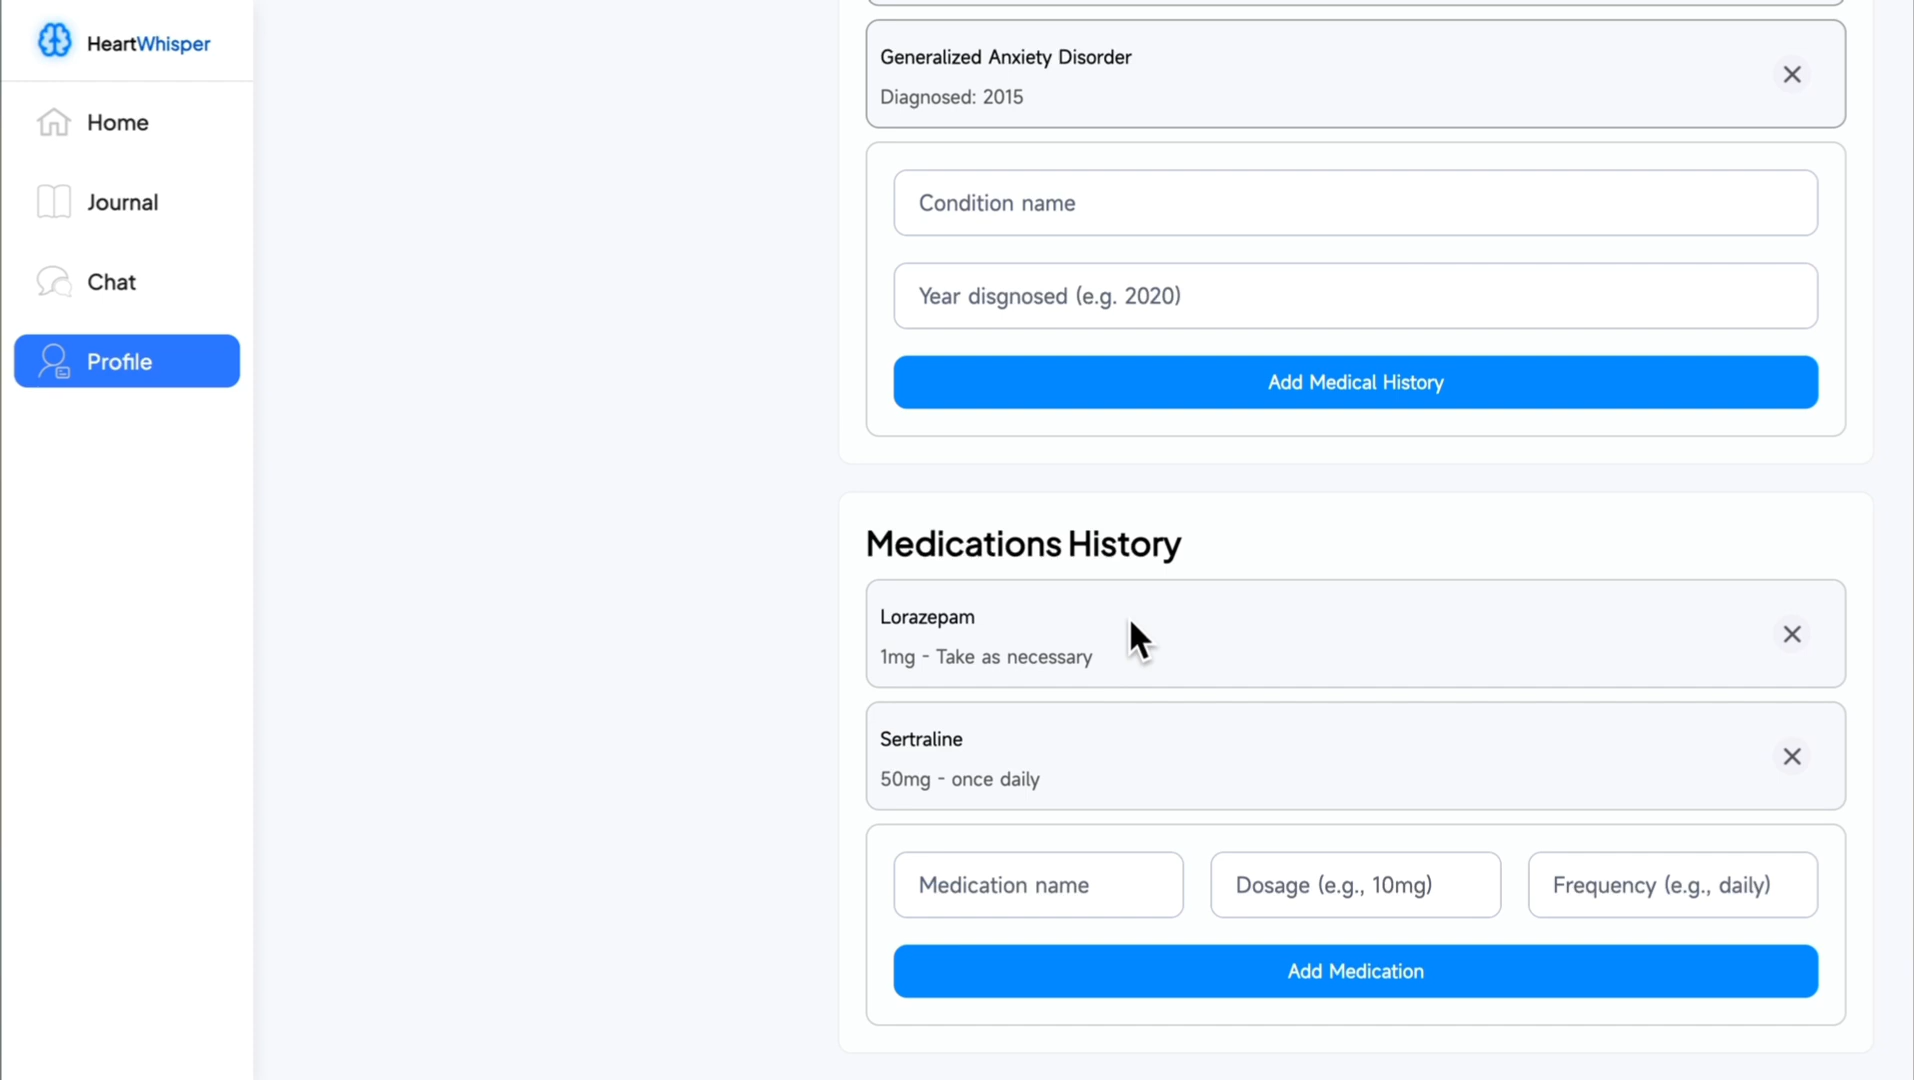 HeartWhisper
Home
Journal
Chat
Profile
Generalized Anxiety Disorder
Diagnosed: 2015
Condition name
Year disgnosed (e.g. 2020)
Add Medical History
Medications History
Lorazepam
1mg - Take as necessary
Sertraline
50mg - once daily
Medication name
Dosage (e.g., 10mg)
Frequency (e.g., daily)
Add Medication